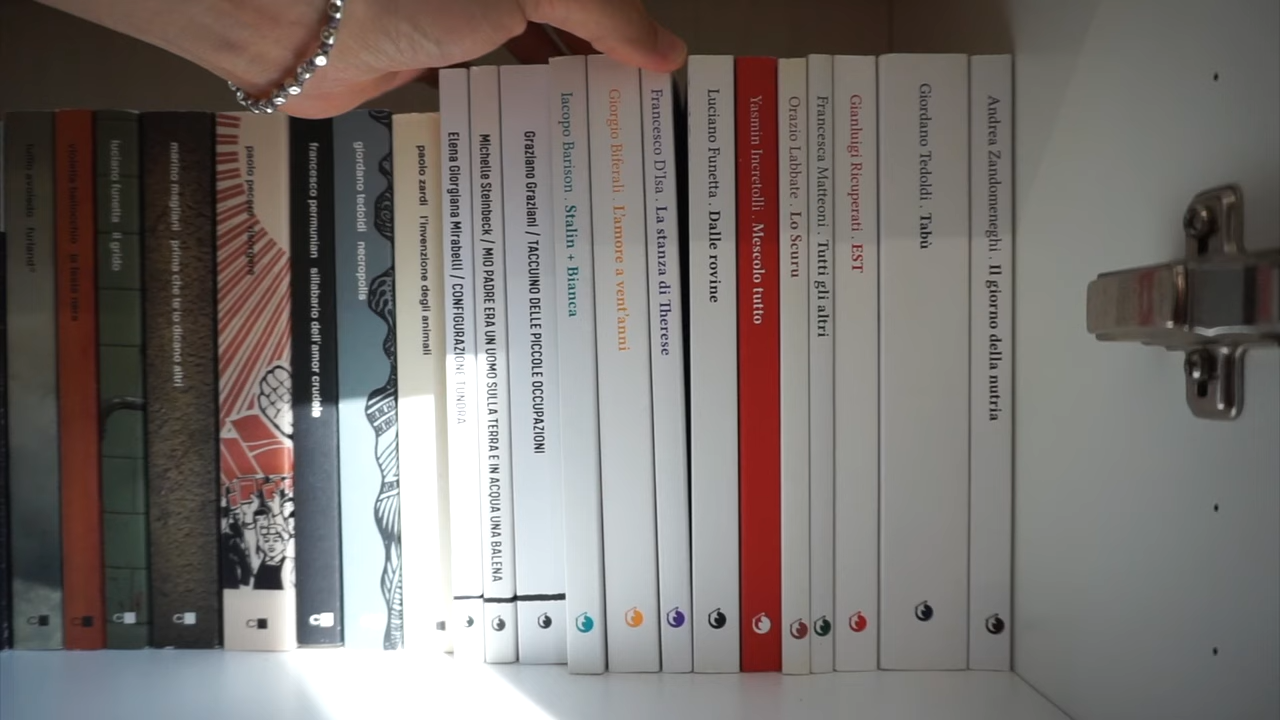 tullio avoledo furland®
violetta bellocchio la festa nera
luciano funetta il grido
marino magliani prima che te lo dicano altri
paolo pecere risorgere
francesco permunian sillabario dell'amor crudele
giordano tedoldi necropolis
paolo zardi l'invenzione degli animali
Elena Giorgiana Mirabelli / CONFIGURAZIONE TUNDRA
Michelle Steinbeck / MIO PADRE ERA UN UOMO SULLA TERRA E IN ACQUA UNA BALENA
Graziano Graziani / TACCUINO DELLE PICCOLE OCCUPAZIONI
Iacopo Barison . Stalin + Bianca
Giorgio Biferali . L'amore a vent'anni
Francesco D'Isa . La stanza di Therese
Luciano Funetta . Dalle rovine
Yasmin Incretolli . Mescolo tutto
Orazio Labbate . Lo Scuru
Francesca Matteoni . Tutti gli altri
Gianluigi Ricuperati . EST
Giordano Tedoldi . Tabù
Andrea Zandomeneghi . Il giorno della nutria